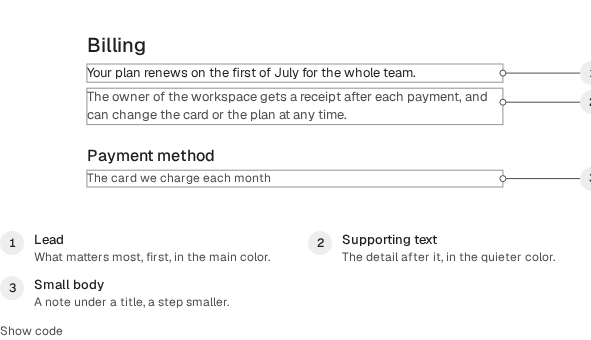 Billing
Your plan renews on the first of July for the whole team.
The owner of the workspace gets a receipt after each payment, and
can change the card or the plan at any time.
Payment method
The card we charge each month
1 Lead
What matters most, first, in the main color.
2 Supporting text
The detail after it, in the quieter color.
3 Small body
A note under a title, a step smaller.
Show code